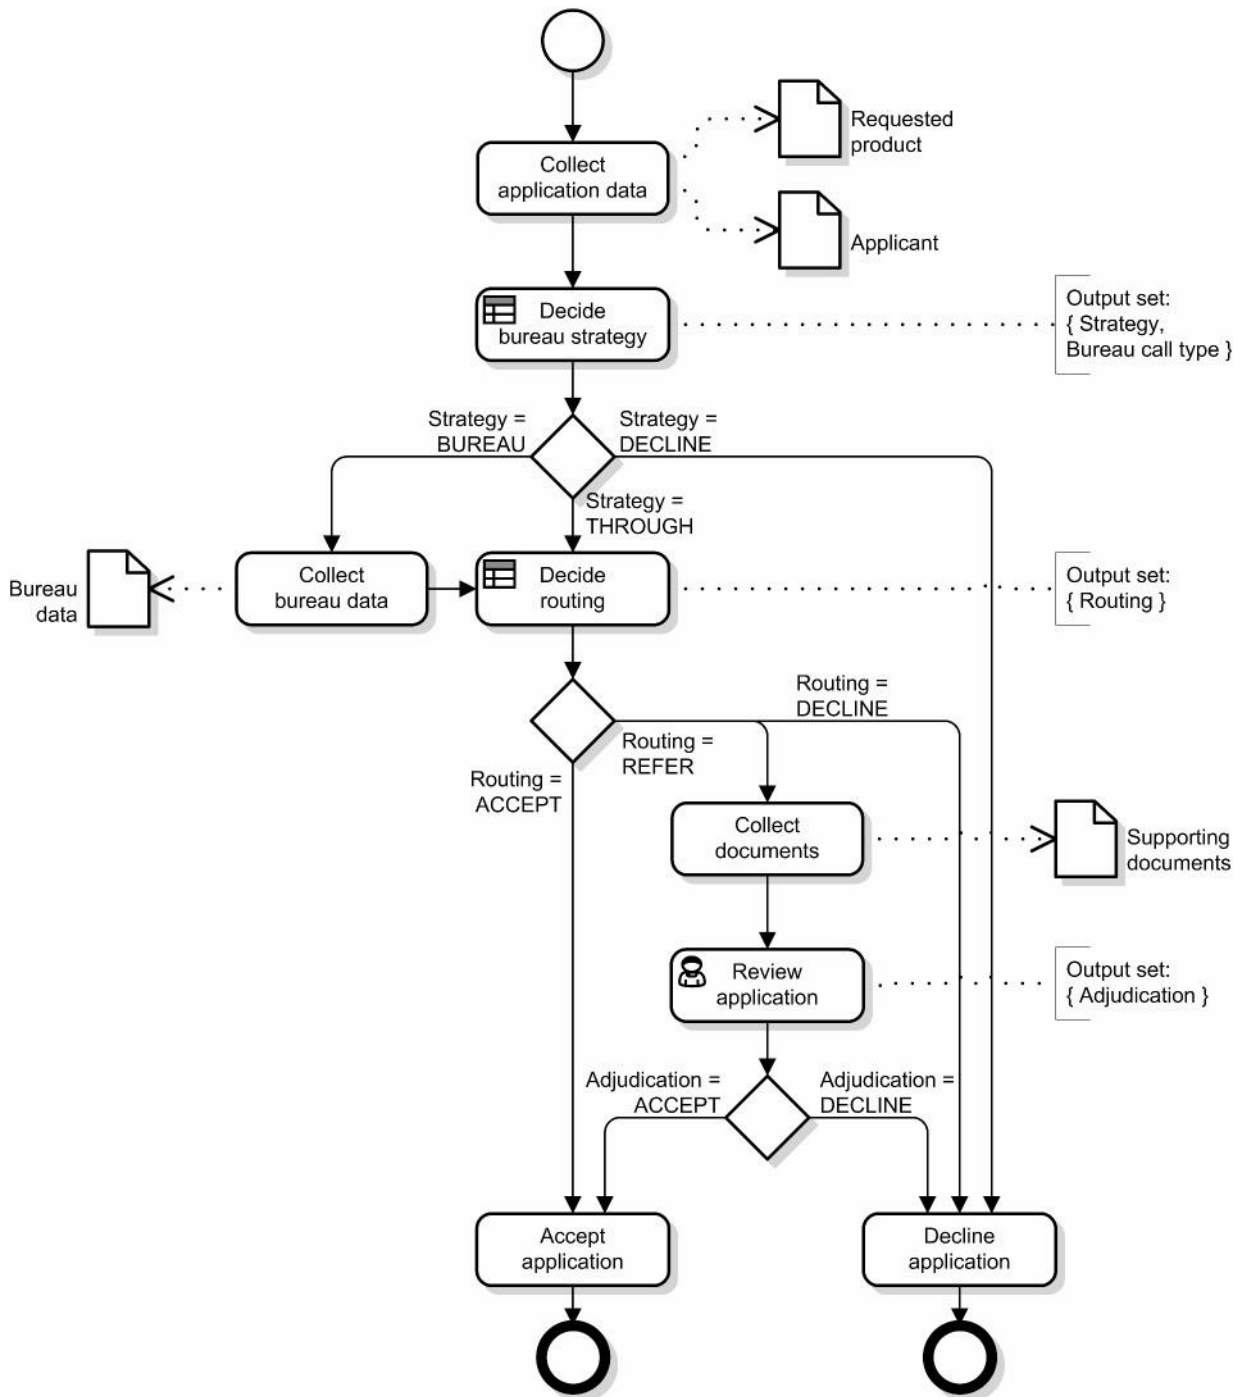 Requested
product
Collect
application data
Applicant
Decide
bureau strategy
Output set:
{ Strategy,
Bureau call type }
Strategy =
BUREAU
Strategy =
DECLINE
Strategy =
THROUGH
Bureau
data
Collect
bureau data
Decide
routing
Output set:
{ Routing }
Routing =
DECLINE
Routing =
REFER
Routing =
ACCEPT
Collect
documents
Supporting
documents
Review
application
Output set:
{ Adjudication }
Adjudication =
ACCEPT
Adjudication =
DECLINE
Accept
application
Decline
application